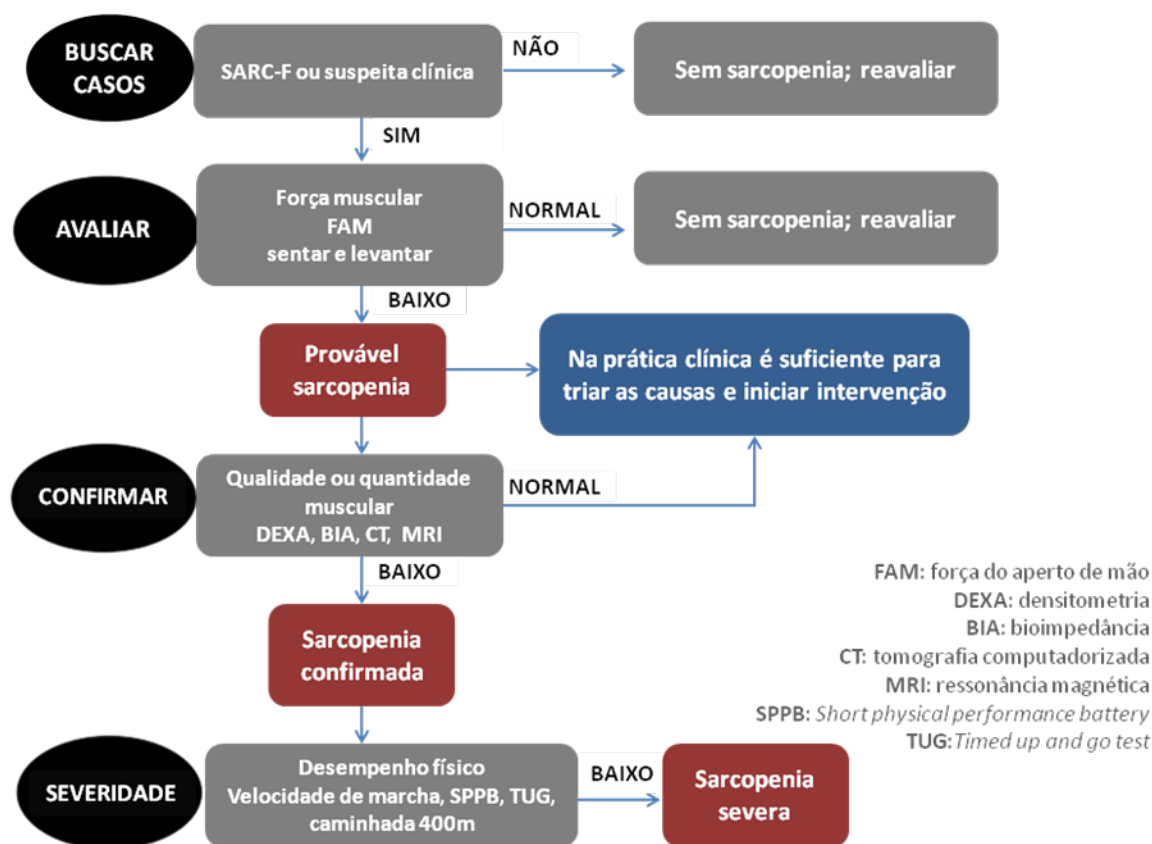 BUSCAR
CASOS
SARC-F ou suspeita clínica
NÃO
Sem sarcopenia; reavaliar
SIM
AVALIAR
Força muscular
FAM
sentar e levantar
NORMAL
Sem sarcopenia; reavaliar
BAIXO
Provável
sarcopenia
Na prática clínica é suficiente para
triar as causas e iniciar intervenção
CONFIRMAR
Qualidade ou quantidade
muscular
DEXA, BIA, CT, MRI
NORMAL
BAIXO
Sarcopenia
confirmada
FAM: força do aperto de mão
DEXA: densitometria
BIA: bioimpedância
CT: tomografia computadorizada
MRI: ressonância magnética
SPPB: Short physical performance battery
TUG: Timed up and go test
SEVERIDADE
Desempenho físico
Velocidade de marcha, SPPB, TUG,
caminhada 400m
BAIXO
Sarcopenia
severa